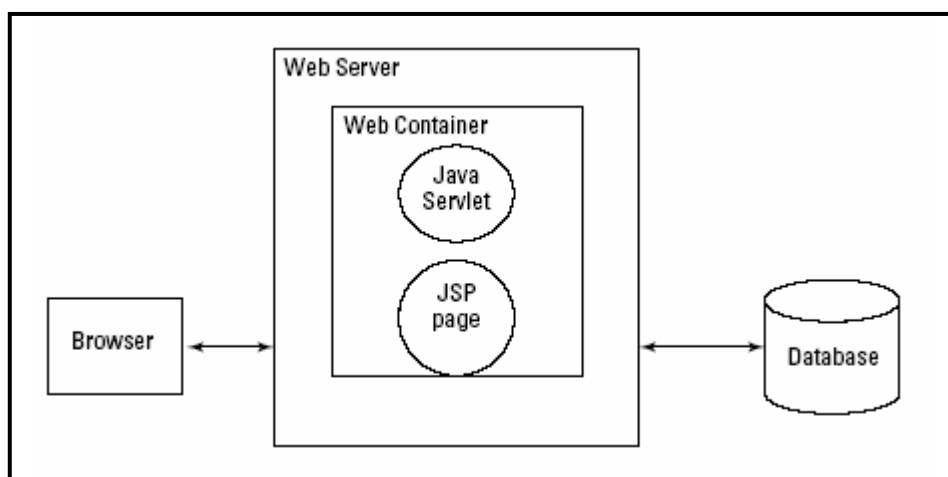 Web Server
Web Container
Java
Servlet
JSP
page
Browser
Database